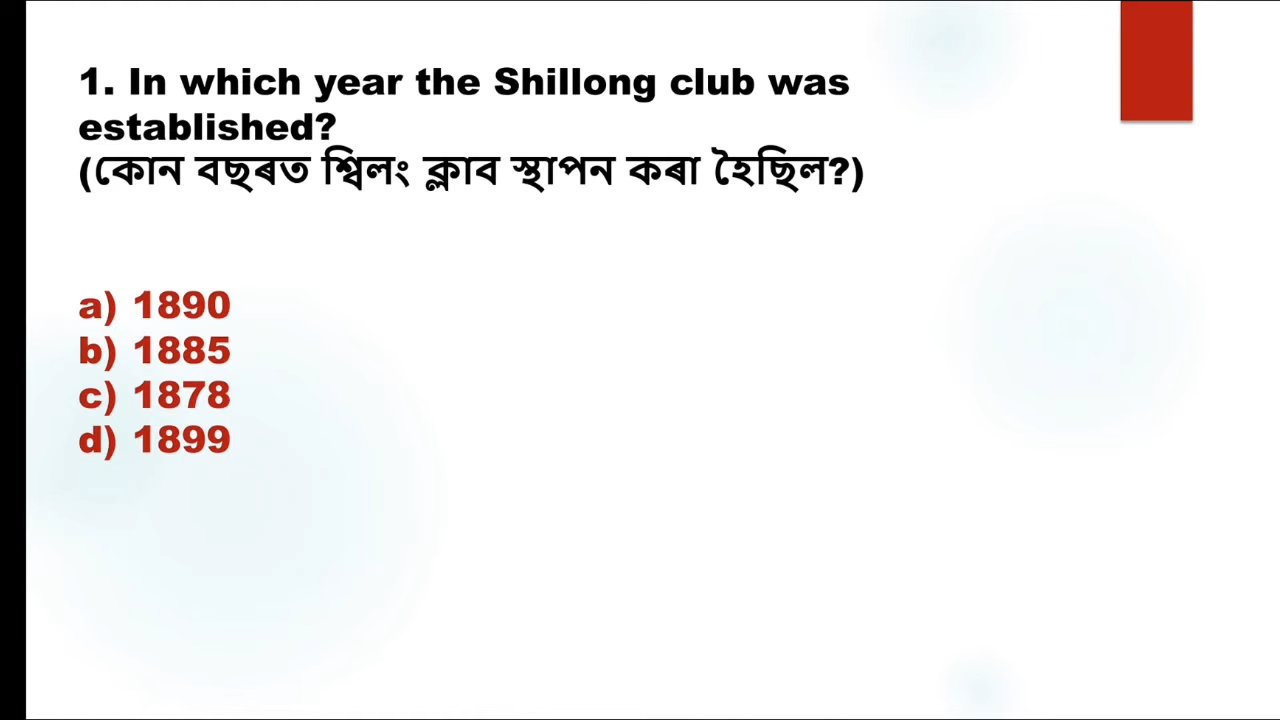 1. In which year the Shillong club was
established?
(কোন বছৰত শ্বিলং ক্লাব স্থাপন কৰা হৈছিল?)
a) 1890
b) 1885
c) 1878
d) 1899